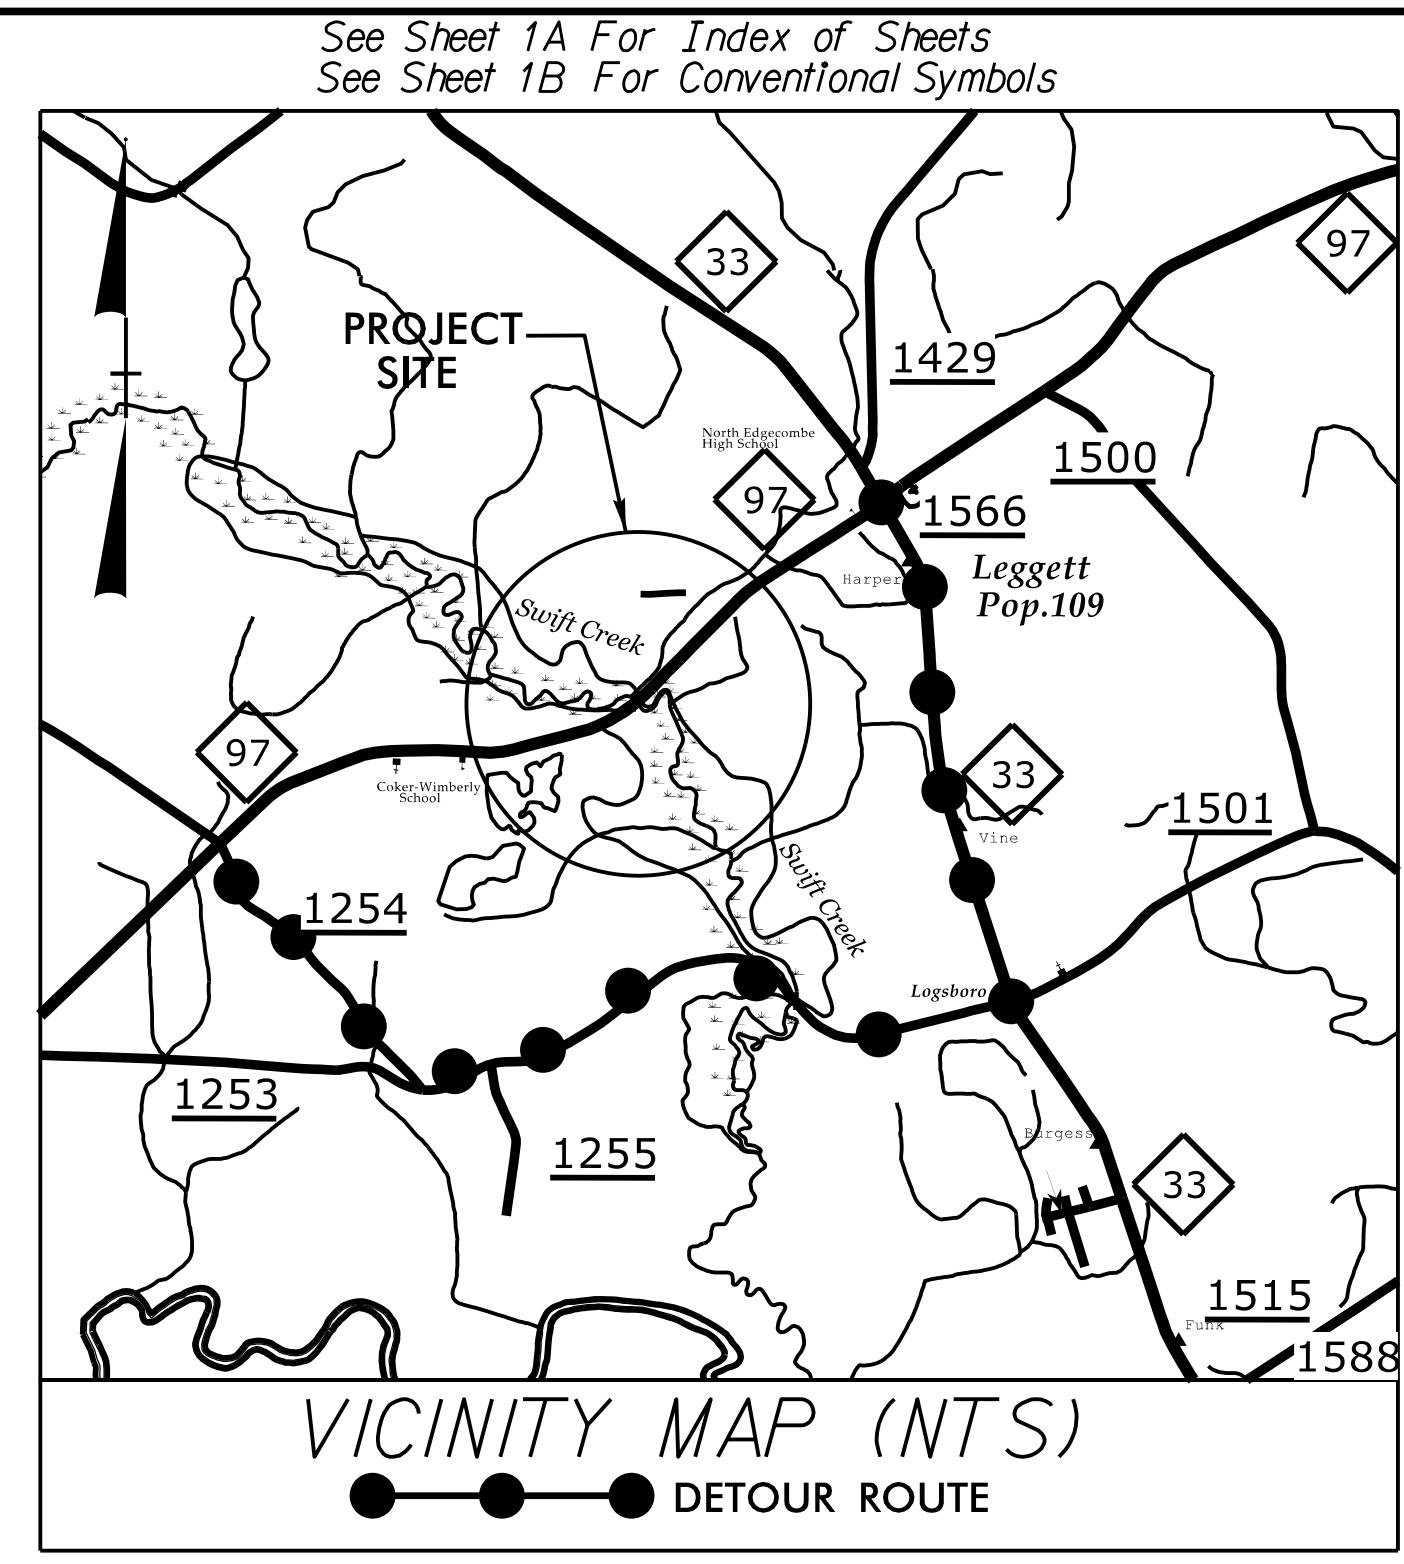 See Sheet 1A For Index of Sheets
See Sheet 1B For Conventional Symbols
33
97
PROJECT
SITE
1429
North Edgecombe
High School
97
1500
1566
Leggett
Pop.109
Harper
Swift Creek
97
33
Coker-Wimberly
School
1501
Vine
Swift Creek
1254
Logsboro
1253
Burgess
1255
33
1515
Funk
1588
VICINITY MAP (NTS)
DETOUR ROUTE